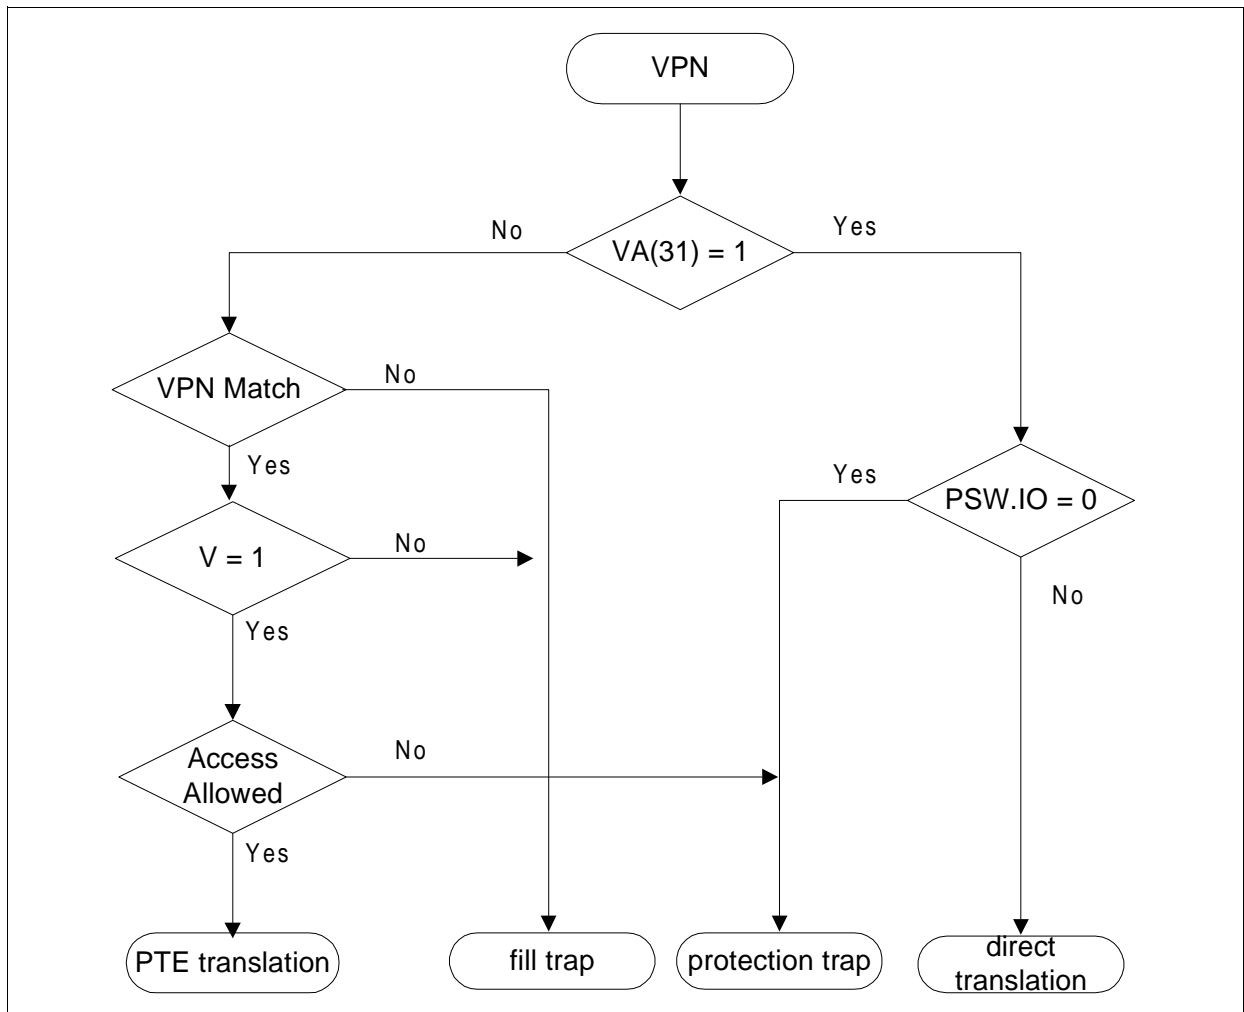 VPN
VA(31) = 1
No
Yes
VPN Match
No
Yes
PSW.IO = 0
Yes
No
V = 1
No
Yes
Access
Allowed
No
Yes
PTE translation
fill trap
protection trap
direct
translation